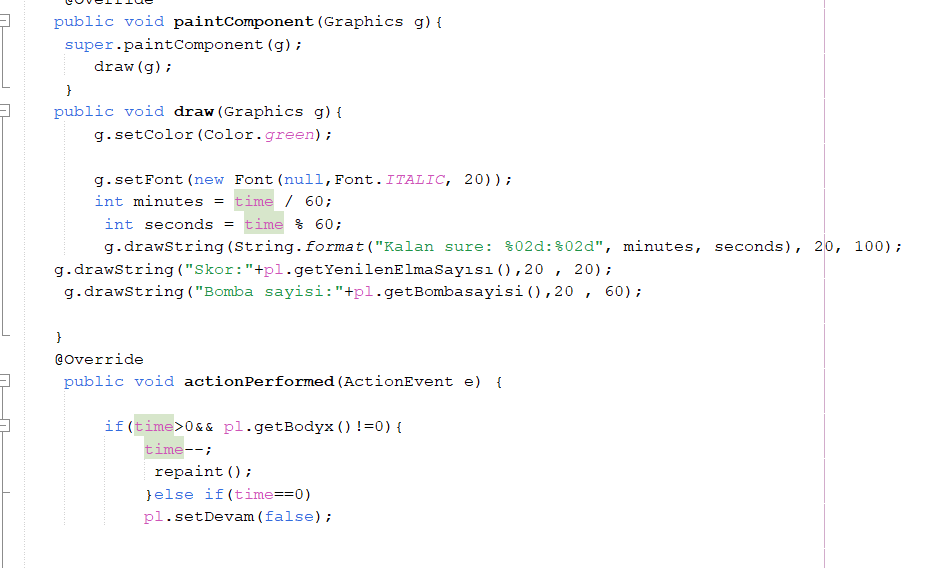 @Override
public void paintComponent(Graphics g){
super.paintComponent(g);
draw(g);
}
public void draw(Graphics g){
g.setColor(Color.green);
g.setFont(new Font(null,Font.ITALIC, 20));
int minutes = time / 60;
int seconds = time % 60;
g.drawString(String.format("Kalan sure: %02d:%02d", minutes, seconds), 20, 100);
g.drawString("Skor:"+pl.getYenilenElmaSayısı(),20 , 20);
g.drawString("Bomba sayisi:"+pl.getBombasayisi(),20 , 60);
}
@Override
public void actionPerformed(ActionEvent e) {
if(time>0&& pl.getBodyx()!=0){
time--;
repaint();
}else if(time==0)
pl.setDevam(false);